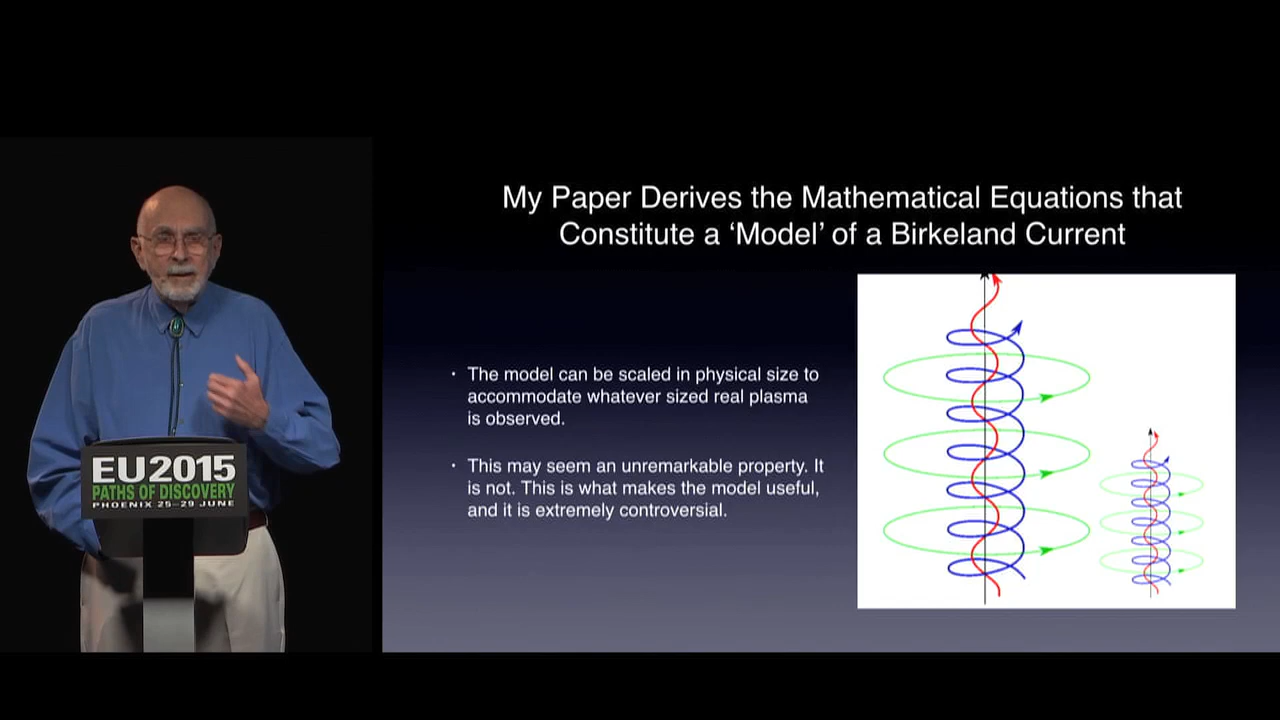 My Paper Derives the Mathematical Equations that
Constitute a ‘Model’ of a Birkeland Current
· The model can be scaled in physical size to
accommodate whatever sized real plasma
is observed.
· This may seem an unremarkable property. It
is not. This is what makes the model useful,
and it is extremely controversial.
EU2015
PATHS OF DISCOVERY
PHOENIX 25–29 JUNE